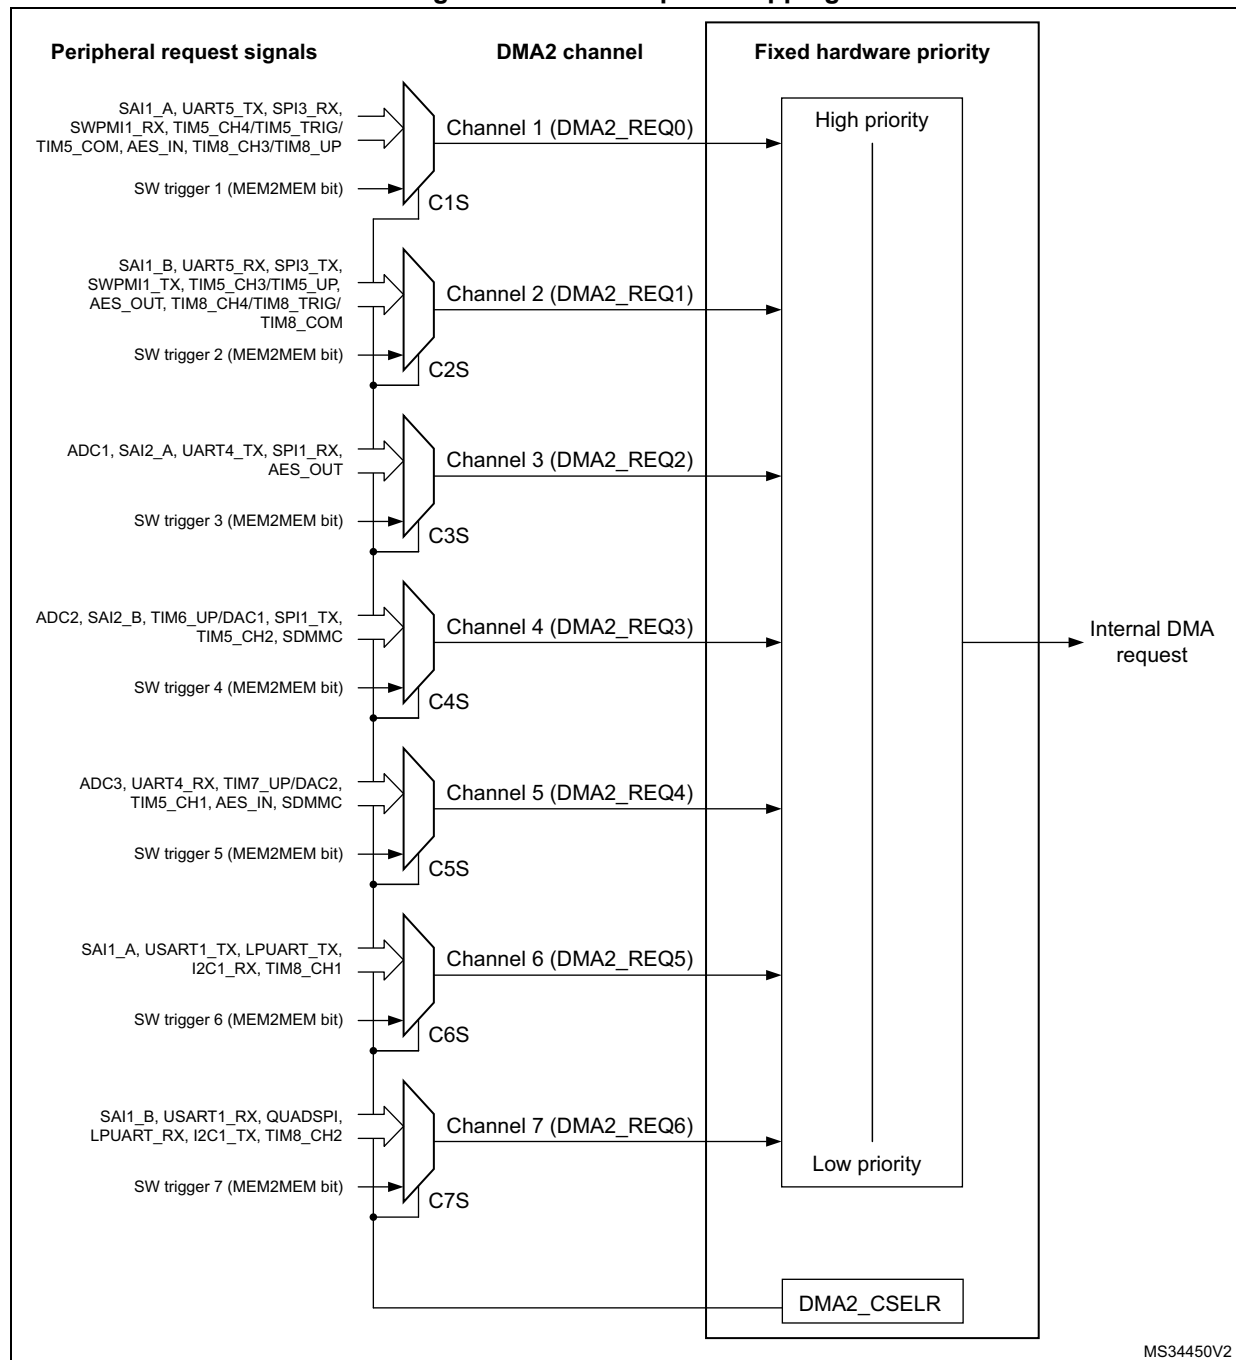 Peripheral request signals
DMA2 channel
Fixed hardware priority
SAI1_A, UART5_TX, SPI3_RX,
SWPMI1_RX, TIM5_CH4/TIM5_TRIG/
TIM5_COM, AES_IN, TIM8_CH3/TIM8_UP
SW trigger 1 (MEM2MEM bit)
Channel 1 (DMA2_REQ0)
C1S
High priority
SAI1_B, UART5_RX, SPI3_TX,
SWPMI1_TX, TIM5_CH3/TIM5_UP,
AES_OUT, TIM8_CH4/TIM8_TRIG/
TIM8_COM
SW trigger 2 (MEM2MEM bit)
Channel 2 (DMA2_REQ1)
C2S
ADC1, SAI2_A, UART4_TX, SPI1_RX,
AES_OUT
SW trigger 3 (MEM2MEM bit)
Channel 3 (DMA2_REQ2)
C3S
ADC2, SAI2_B, TIM6_UP/DAC1, SPI1_TX,
TIM5_CH2, SDMMC
SW trigger 4 (MEM2MEM bit)
Channel 4 (DMA2_REQ3)
C4S
Internal DMA
request
ADC3, UART4_RX, TIM7_UP/DAC2,
TIM5_CH1, AES_IN, SDMMC
SW trigger 5 (MEM2MEM bit)
Channel 5 (DMA2_REQ4)
C5S
SAI1_A, USART1_TX, LPUART_TX,
I2C1_RX, TIM8_CH1
SW trigger 6 (MEM2MEM bit)
Channel 6 (DMA2_REQ5)
C6S
SAI1_B, USART1_RX, QUADSPI,
LPUART_RX, I2C1_TX, TIM8_CH2
SW trigger 7 (MEM2MEM bit)
Channel 7 (DMA2_REQ6)
C7S
Low priority
DMA2_CSELR
MS34450V2